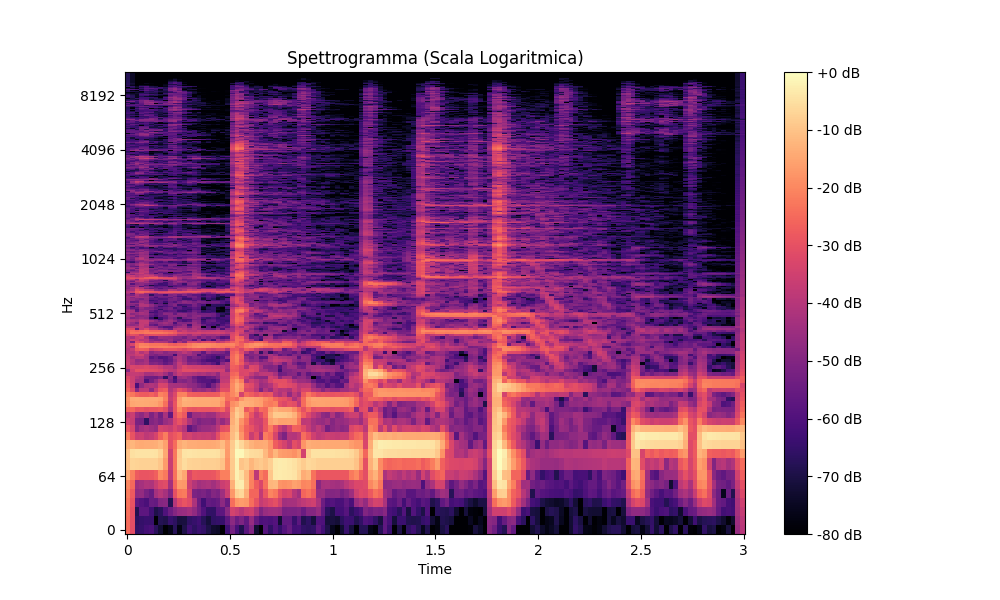 Spettrogramma (Scala Logaritmica)
Hz
8192
4096
2048
1024
512
256
128
64
0
0
0.5
1
1.5
2
2.5
3
Time
+0 dB
-10 dB
-20 dB
-30 dB
-40 dB
-50 dB
-60 dB
-70 dB
-80 dB